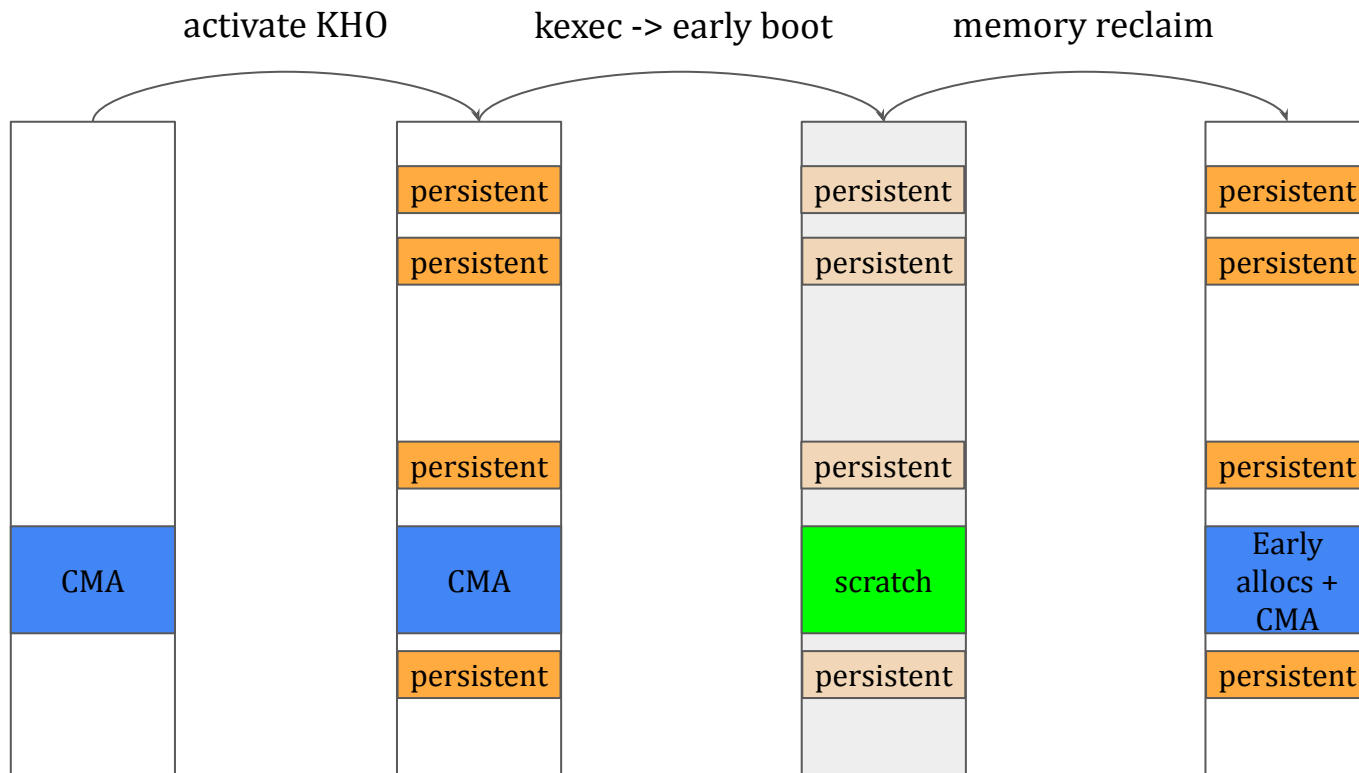 activate KHO
kexec -> early boot
memory reclaim
persistent
persistent
persistent
persistent
persistent
persistent
persistent
persistent
persistent
CMA
CMA
scratch
Early
allocs +
CMA
persistent
persistent
persistent